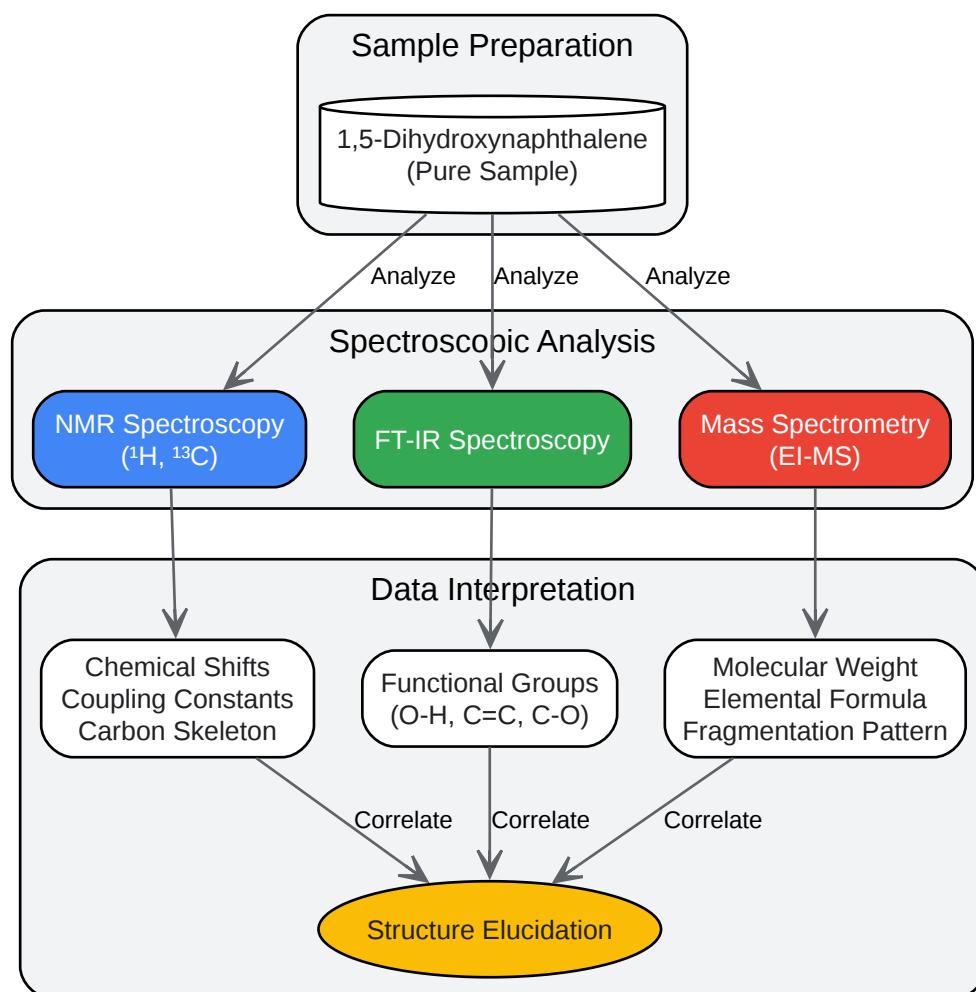 Sample Preparation
1,5-Dihydroxynaphthalene
(Pure Sample)
Analyze
Analyze
Analyze
Spectroscopic Analysis
NMR Spectroscopy
(¹H, ¹³C)
FT-IR Spectroscopy
Mass Spectrometry
(EI-MS)
Data Interpretation
Chemical Shifts
Coupling Constants
Carbon Skeleton
Functional Groups
(O-H, C=C, C-O)
Molecular Weight
Elemental Formula
Fragmentation Pattern
Correlate
Correlate
Correlate
Structure Elucidation